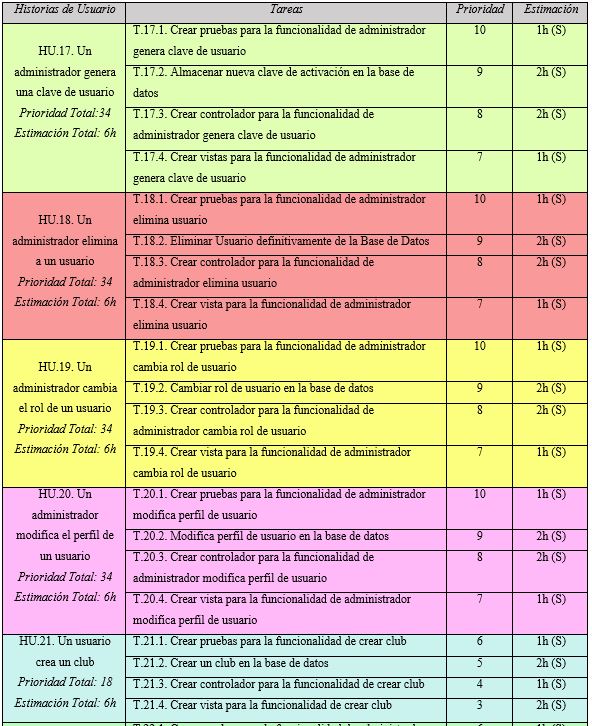 Historias de Usuario Tareas Prioridad Estimación
HU.17. Un
administrador genera
una clave de usuario
Prioridad Total:34
Estimación Total: 6h
T.17.1. Crear pruebas para la funcionalidad de administrador
genera clave de usuario
10 1h (S)
T.17.2. Almacenar nueva clave de activación en la base de
datos
9 2h (S)
T.17.3. Crear controlador para la funcionalidad de
administrador genera clave de usuario
8 2h (S)
T.17.4. Crear vistas para la funcionalidad de administrador
genera clave de usuario
7 1h (S)
HU.18. Un
administrador elimina
a un usuario
Prioridad Total: 34
Estimación Total: 6h
T.18.1. Crear pruebas para la funcionalidad de administrador
elimina usuario
10 1h (S)
T.18.2. Eliminar Usuario definitivamente de la Base de Datos
9 2h (S)
T.18.3. Crear controlador para la funcionalidad de
administrador elimina usuario
8 2h (S)
T.18.4. Crear vista para la funcionalidad de administrador
elimina usuario
7 1h (S)
HU.19. Un
administrador cambia
el rol de un usuario
Prioridad Total: 34
Estimación Total: 6h
T.19.1. Crear pruebas para la funcionalidad de administrador
cambia rol de usuario
10 1h (S)
T.19.2. Cambiar rol de usuario en la base de datos
9 2h (S)
T.19.3. Crear controlador para la funcionalidad de
administrador cambia rol de usuario
8 2h (S)
T.19.4. Crear vista para la funcionalidad de administrador
cambia rol de usuario
7 1h (S)
HU.20. Un
administrador
modifica el perfil de
un usuario
Prioridad Total: 34
Estimación Total: 6h
T.20.1. Crear pruebas para la funcionalidad de administrador
modifica perfil de usuario
10 1h (S)
T.20.2. Modifica perfil de usuario en la base de datos
9 2h (S)
T.20.3. Crear controlador para la funcionalidad de
administrador modifica perfil de usuario
8 2h (S)
T.20.4. Crear vista para la funcionalidad de administrador
modifica perfil de usuario
7 1h (S)
HU.21. Un usuario
crea un club
Prioridad Total: 18
Estimación Total: 6h
T.21.1. Crear pruebas para la funcionalidad de crear club
6 1h (S)
T.21.2. Crear un club en la base de datos
5 2h (S)
T.21.3. Crear controlador para la funcionalidad de crear club
4 1h (S)
T.21.4. Crear vista para la funcionalidad de crear club
3 2h (S)